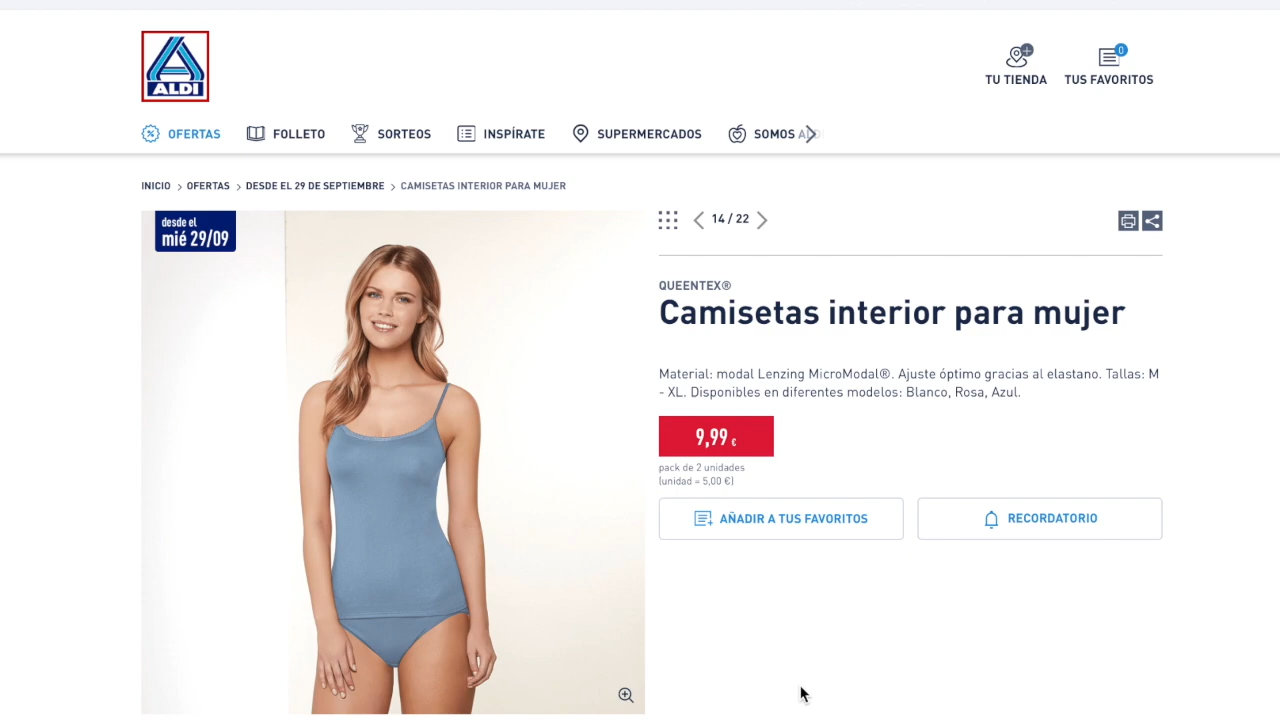 ALDI
TU TIENDA
0
TUS FAVORITOS
OFERTAS
FOLLETO
SORTEOS
INSPÍRATE
SUPERMERCADOS
SOMOS ALDI
INICIO > OFERTAS > DESDE EL 29 DE SEPTIEMBRE > CAMISETAS INTERIOR PARA MUJER
desde el
mié 29/09
14 / 22
QUEENTEX®
Camisetas interior para mujer
Material: modal Lenzing MicroModal®. Ajuste óptimo gracias al elastano. Tallas: M
- XL. Disponibles en diferentes modelos: Blanco, Rosa, Azul.
9,99 €
pack de 2 unidades
(unidad = 5,00 €)
AÑADIR A TUS FAVORITOS
RECORDATORIO